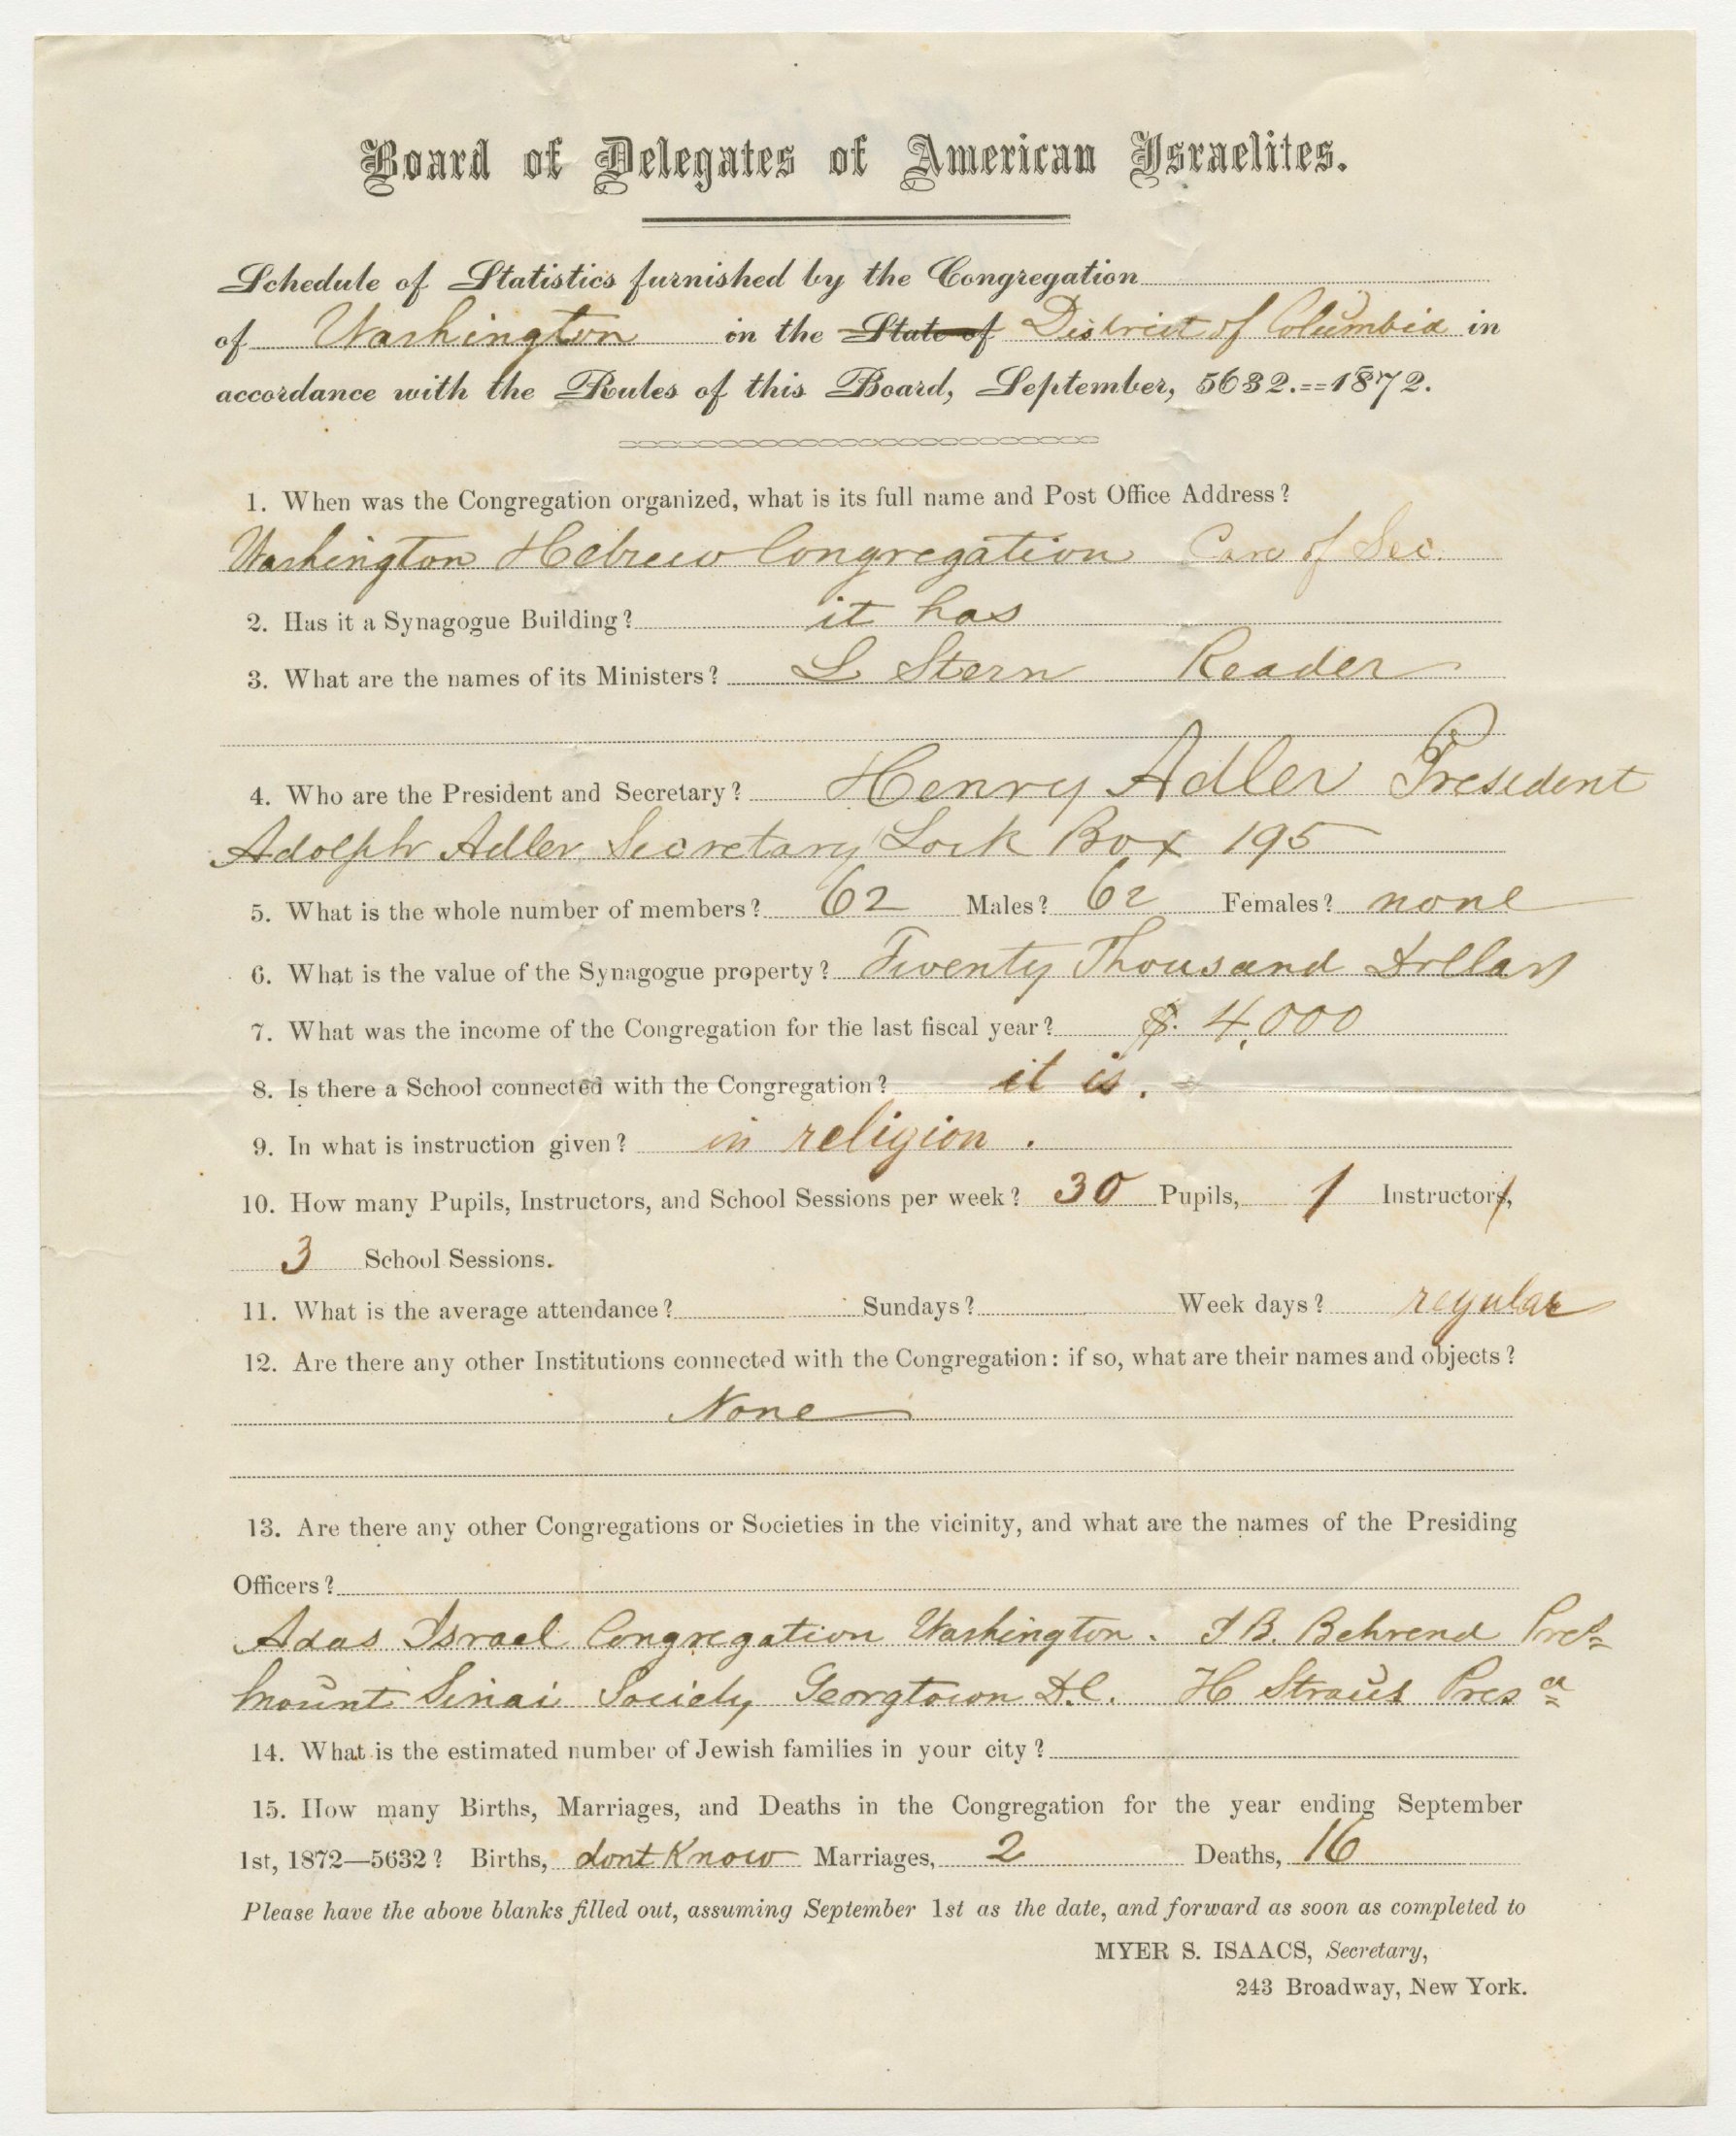 Board of Delegates of American Israelites.
Schedule of Statistics furnished by the Congregation
of Washington in the State of District of Columbia in
accordance with the Rules of this Board, September, 5632.==1872.
1. When was the Congregation organized, what is its full name and Post Office Address?
Washington Hebrew Congregation Care of Sec.
2. Has it a Synagogue Building? it has
3. What are the names of its Ministers? L Stern Reader
4. Who are the President and Secretary? Henry Adler President
Adolph Adler Secretary Lock Box 195
5. What is the whole number of members? 62 Males? 62 Females? none
6. What is the value of the Synagogue property? Twenty Thousand Dollars
7. What was the income of the Congregation for the last fiscal year? $. 4,000
8. Is there a School connected with the Congregation? it is.
9. In what is instruction given? in religion.
10. How many Pupils, Instructors, and School Sessions per week? 30 Pupils, 1 Instructors,
3 School Sessions.
11. What is the average attendance? Sundays? Week days? regular
12. Are there any other Institutions connected with the Congregation: if so, what are their names and objects?
None
13. Are there any other Congregations or Societies in the vicinity, and what are the names of the Presiding
Officers?
Adas Israel Congregation Washington. B. Behrend Pres
Mount Sinai Society Georgtown D.C. H Straus Pres
14. What is the estimated number of Jewish families in your city?
15. How many Births, Marriages, and Deaths in the Congregation for the year ending September
1st, 1872—5632? Births, dont Know Marriages, 2 Deaths, 16
Please have the above blanks filled out, assuming September 1st as the date, and forward as soon as completed to
MYER S. ISAACS, Secretary,
243 Broadway, New York.